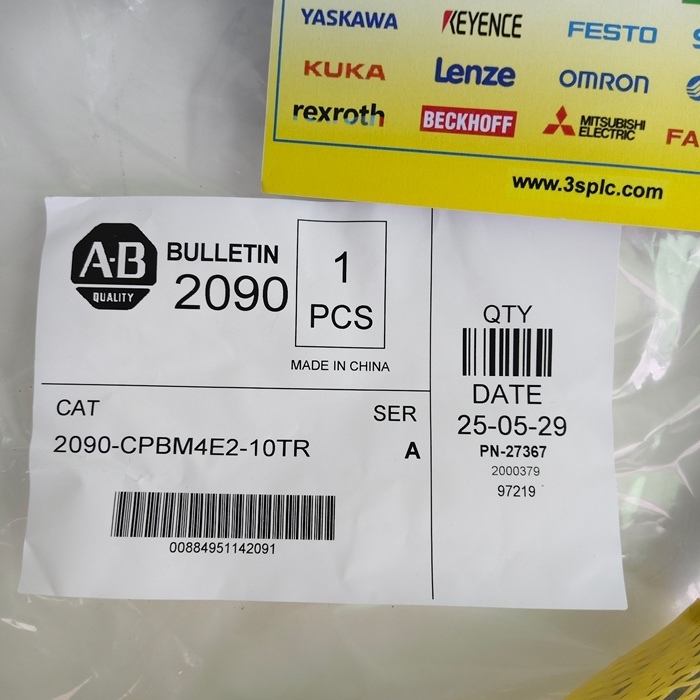 YASKAWA KEYENCE FESTO
KUKA Lenze OMRON
rexroth BECKHOFF MITSUBISHI
ELECTRIC
www.3splc.com
A-B
QUALITY
BULLETIN
2090
1
PCS
MADE IN CHINA
CAT
SER
2090-CPBM4E2-10TR
A
00884951142091
QTY
DATE
25-05-29
PN-27367
2000379
97219